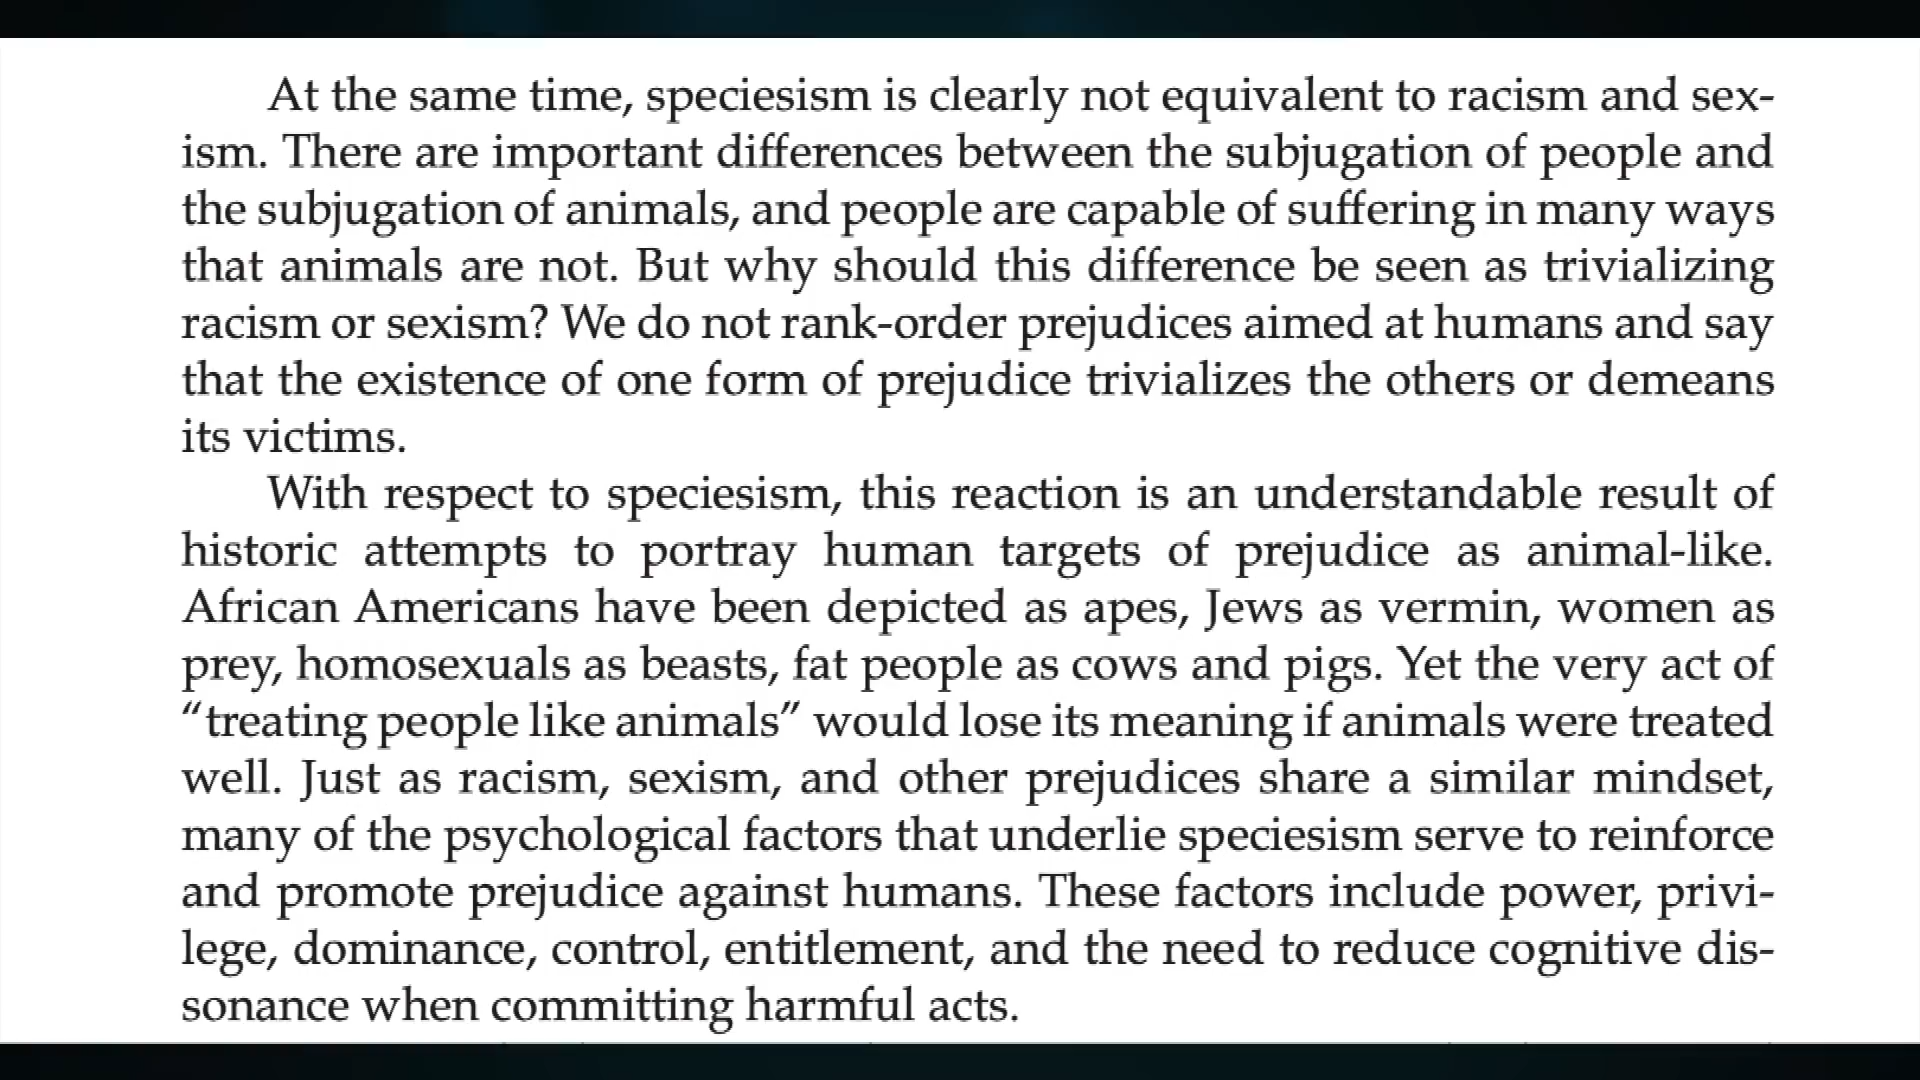 At the same time, speciesism is clearly not equivalent to racism and sex-
ism. There are important differences between the subjugation of people and
the subjugation of animals, and people are capable of suffering in many ways
that animals are not. But why should this difference be seen as trivializing
racism or sexism? We do not rank-order prejudices aimed at humans and say
that the existence of one form of prejudice trivializes the others or demeans
its victims.
With respect to speciesism, this reaction is an understandable result of
historic attempts to portray human targets of prejudice as animal-like.
African Americans have been depicted as apes, Jews as vermin, women as
prey, homosexuals as beasts, fat people as cows and pigs. Yet the very act of
“treating people like animals” would lose its meaning if animals were treated
well. Just as racism, sexism, and other prejudices share a similar mindset,
many of the psychological factors that underlie speciesism serve to reinforce
and promote prejudice against humans. These factors include power, privi-
lege, dominance, control, entitlement, and the need to reduce cognitive dis-
sonance when committing harmful acts.